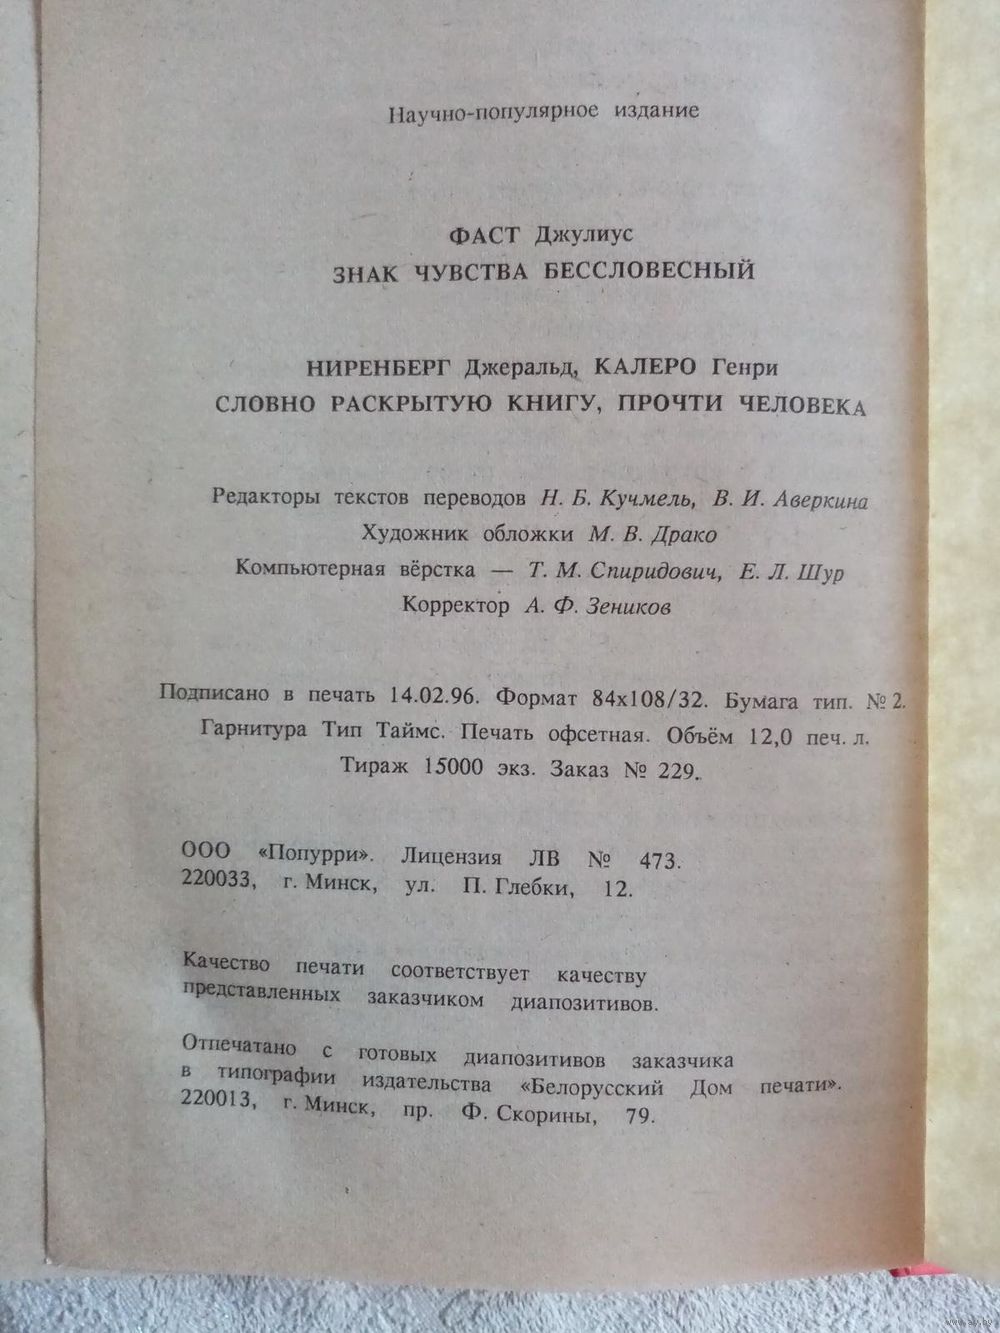 Научно-популярное издание
ФАСТ Джулиус
ЗНАК ЧУВСТВА БЕССЛОВЕСНЫЙ
НИРЕНБЕРГ Джеральд, КАЛЕРО Генри
СЛОВНО РАСКРЫТУЮ КНИГУ, ПРОЧТИ ЧЕЛОВЕКА
Редакторы текстов переводов Н. Б. Кучмель, В. И. Аверкина
Художник обложки М. В. Драко
Компьютерная вёрстка — Т. М. Спиридович, Е. Л. Шур
Корректор А. Ф. Зеников
Подписано в печать 14.02.96. Формат 84x108/32. Бумага тип. № 2.
Гарнитура Тип Таймс. Печать офсетная. Объём 12,0 печ. л.
Тираж 15000 экз. Заказ № 229.
ООО «Попурри». Лицензия ЛВ № 473.
220033, г. Минск, ул. П. Глебки, 12.
Качество печати соответствует качеству
представленных заказчиком диапозитивов.
Отпечатано с готовых диапозитивов заказчика
в типографии издательства «Белорусский Дом печати».
220013, г. Минск, пр. Ф. Скорины, 79.
www.ay.by